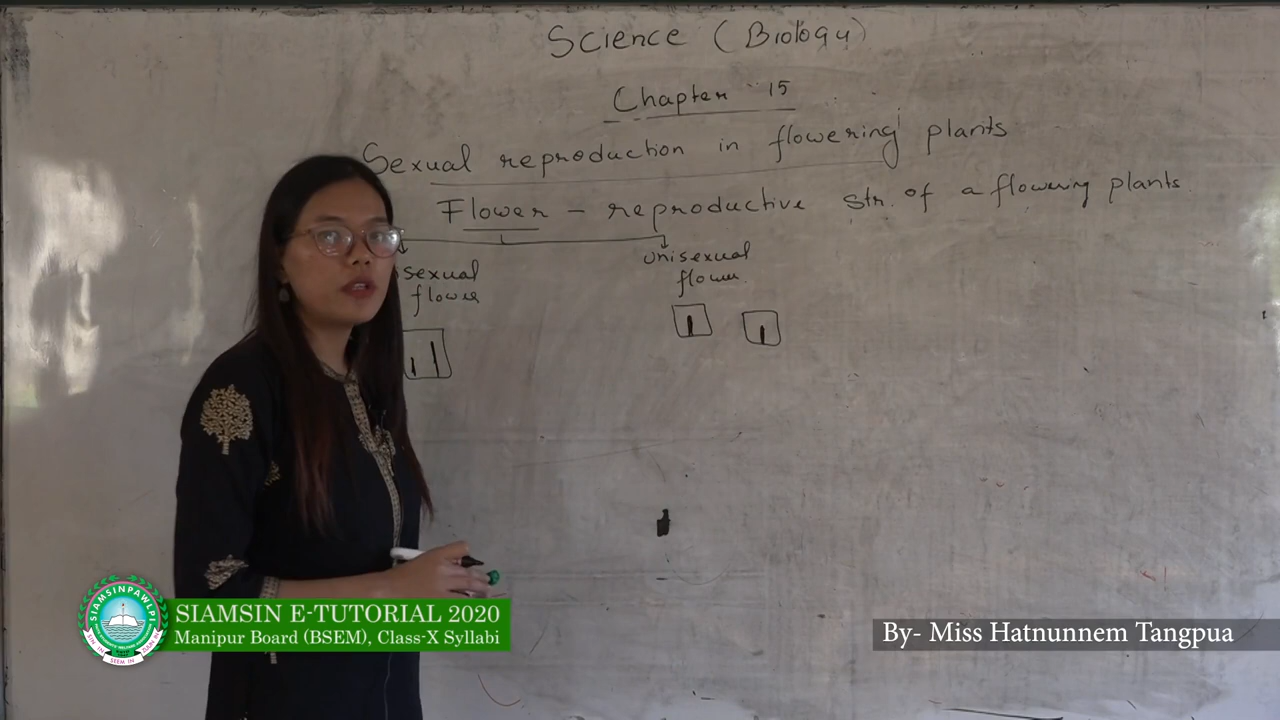 Science (Biology)
Chapter - 15
Sexual reproduction in flowering plants
Flower - reproductive str. of a flowering plants
sexual
flower
unisexual
flower
SIAMSINPAWLPI
SIAMSIN E-TUTORIAL 2020
Manipur Board (BSEM), Class-X Syllabi
By- Miss Hatnunnem Tangpua